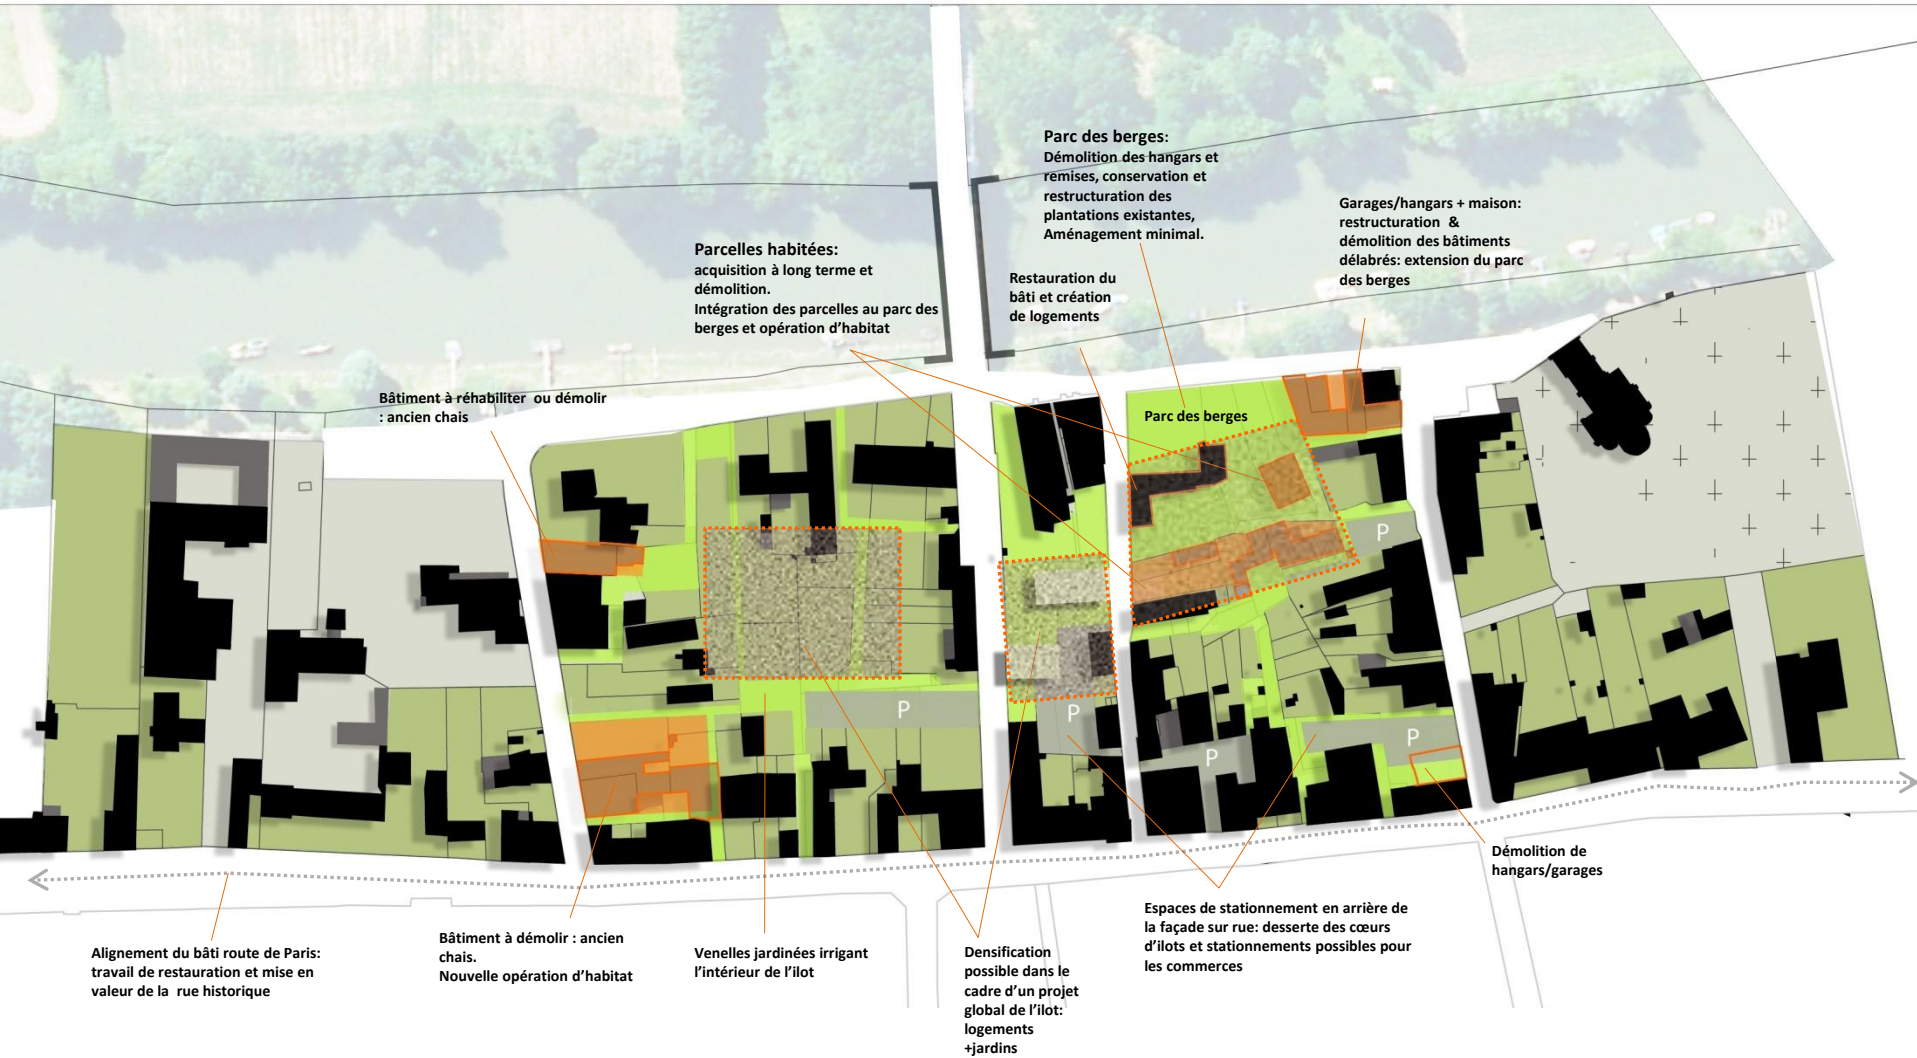 Parc des berges:
Démolition des hangars et
remises, conservation et
restructuration des
plantations existantes,
Aménagement minimal.
Garages/hangars + maison:
restructuration &
démolition des bâtiments
délabrés: extension du parc
des berges
Parcelles habitées:
acquisition à long terme et
démolition.
Intégration des parcelles au parc des
berges et opération d'habitat
Restauration du
bâti et création
de logements
Bâtiment à réhabiliter ou démolir
: ancien chais
Parc des berges
P
P
P
P
P
Alignement du bâti route de Paris:
travail de restauration et mise en
valeur de la rue historique
Bâtiment à démolir : ancien
chais.
Nouvelle opération d'habitat
Venelles jardinées irrigant
l'intérieur de l'ilot
Densification
possible dans le
cadre d'un projet
global de l'ilot:
logements
+jardins
Espaces de stationnement en arrière de
la façade sur rue: desserte des cœurs
d'ilots et stationnements possibles pour
les commerces
Démolition de
hangars/garages